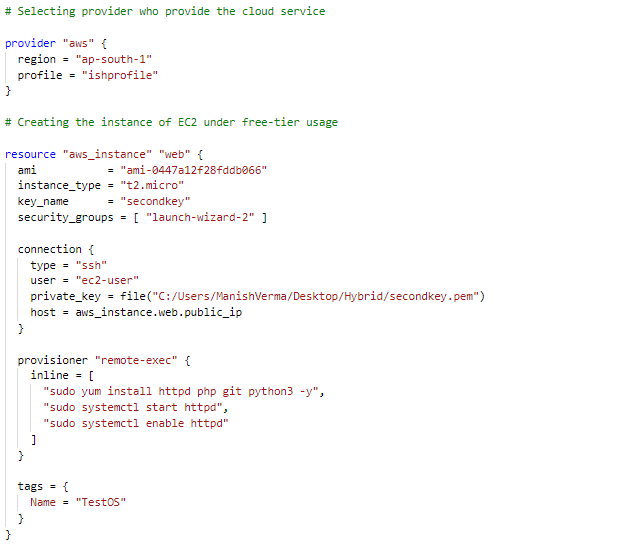 # Selecting provider who provide the cloud service
provider "aws" {
region = "ap-south-1"
profile = "ishprofile"
}
# Creating the instance of EC2 under free-tier usage
resource "aws_instance" "web" {
ami = "ami-0447a12f28fddb066"
instance_type = "t2.micro"
key_name = "secondkey"
security_groups = [ "launch-wizard-2" ]
connection {
type = "ssh"
user = "ec2-user"
private_key = file("C:/Users/ManishVerma/Desktop/Hybrid/secondkey.pem")
host = aws_instance.web.public_ip
}
provisioner "remote-exec" {
inline = [
"sudo yum install httpd php git python3 -y",
"sudo systemctl start httpd",
"sudo systemctl enable httpd"
]
}
tags = {
Name = "TestOS"
}
}